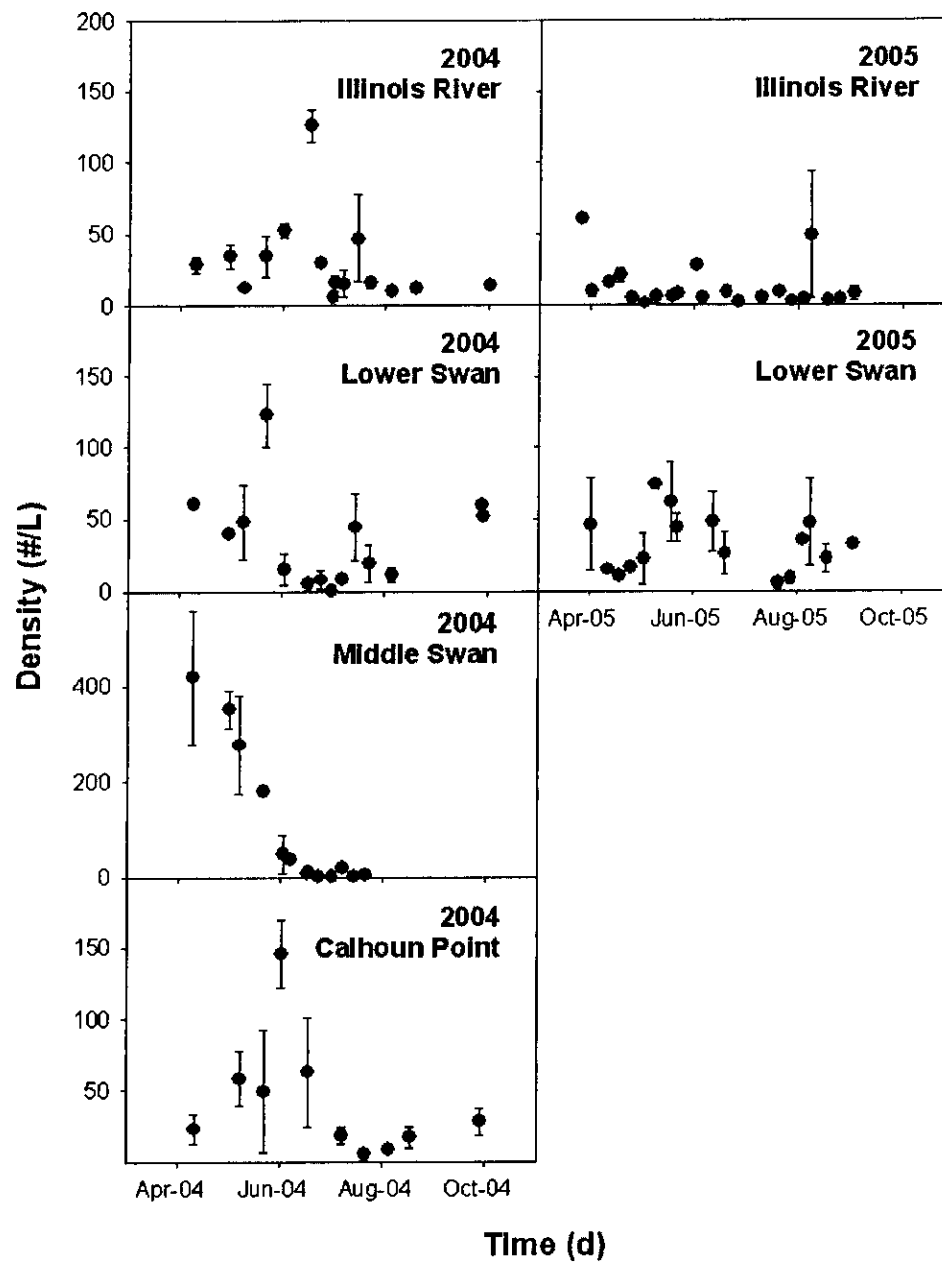 200
150
100
50
0
2004
Illinois River
2005
Illinois River
150
100
50
0
2004
Lower Swan
2005
Lower Swan
Apr-05
Jun-05
Aug-05
Oct-05
400
200
0
2004
Middle Swan
150
100
50
2004
Calhoun Point
Apr-04
Jun-04
Aug-04
Oct-04
Density (#/L)
Time (d)